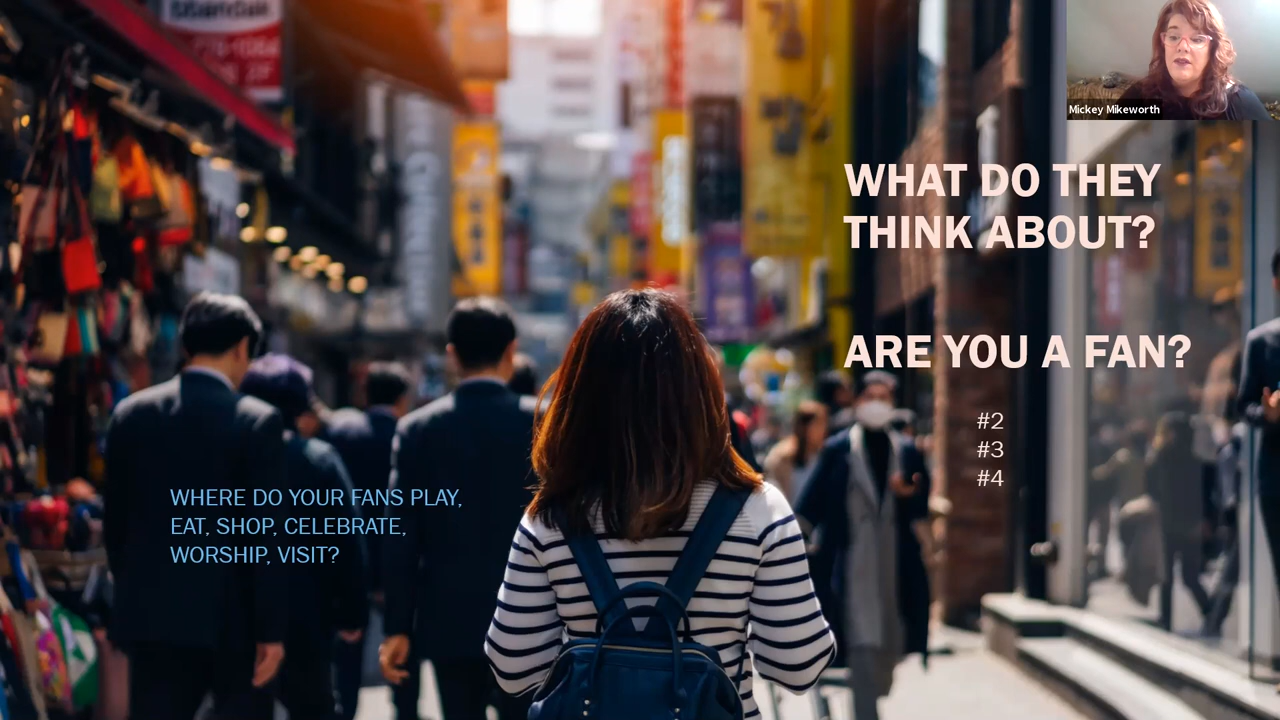 Mickey Mikeworth
WHAT DO THEY
THINK ABOUT?
ARE YOU A FAN?
#2
#3
#4
WHERE DO YOUR FANS PLAY,
EAT, SHOP, CELEBRATE,
WORSHIP, VISIT?